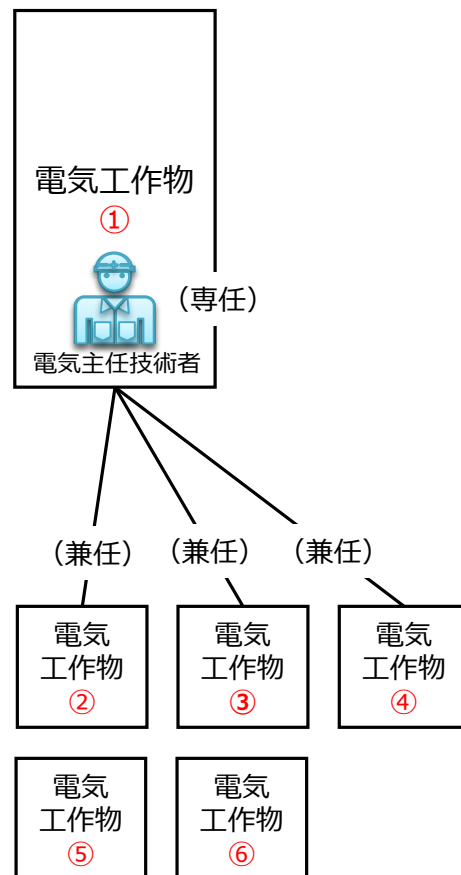 電気工作物
①
（専任）
電気主任技術者
（兼任）（兼任）（兼任）
電気
工作物
②
電気
工作物
③
電気
工作物
④
電気
工作物
⑤
電気
工作物
⑥